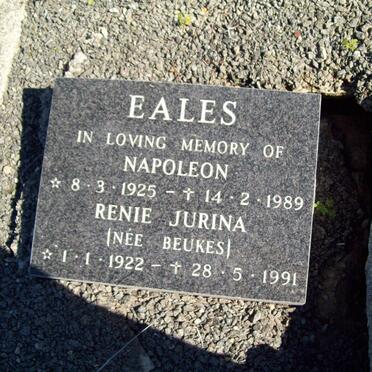 EALES
IN LOVING MEMORY OF
NAPOLEON
☆ 8·3·1925 – ✝ 14·2·1989
RENIE JURINA
(NÉE BEUKES)
☆ 1·1·1922 – ✝ 28·5·1991